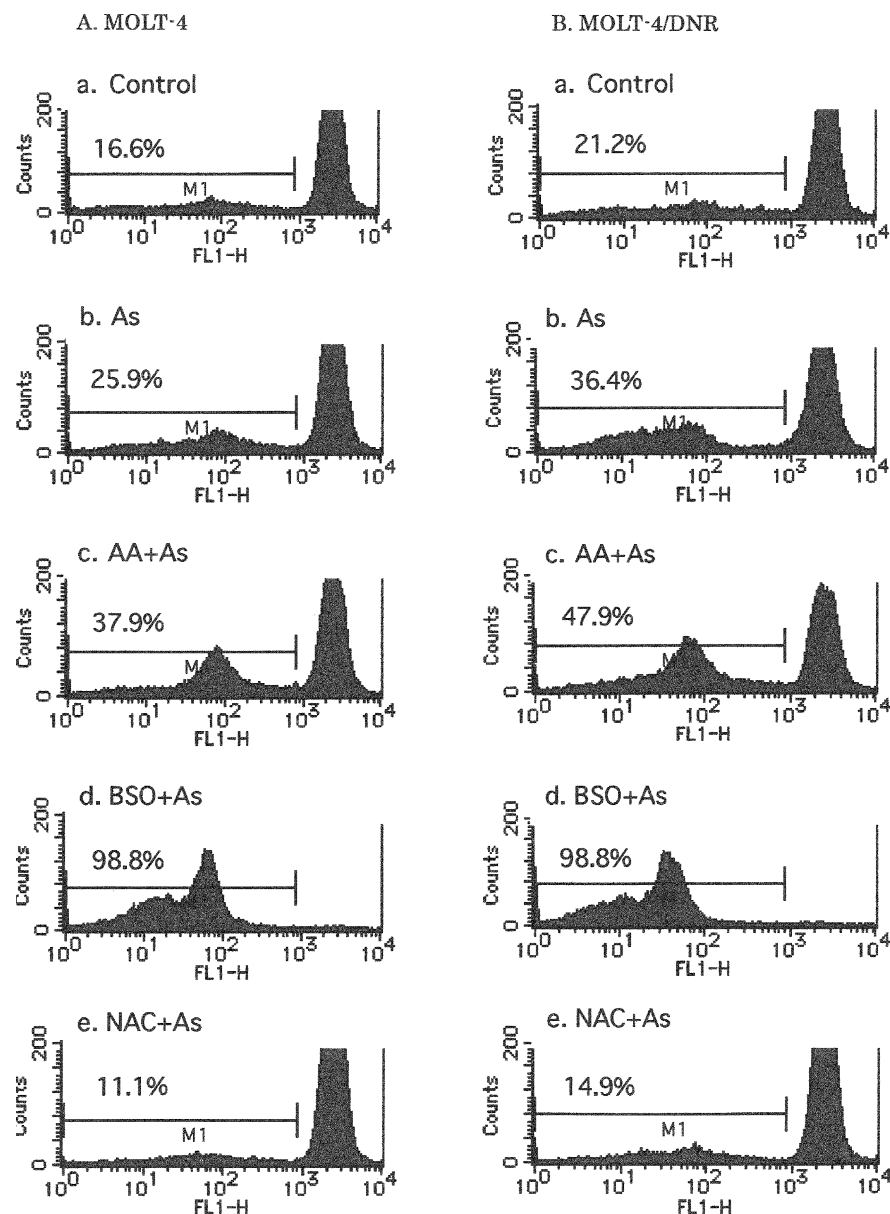 A. MOLT-4
B. MOLT-4/DNR
a. Control
200
Counts
0
16.6%
M1
10^0 10^1 10^2 10^3 10^4
FL1-H
a. Control
200
Counts
0
21.2%
M1
10^0 10^1 10^2 10^3 10^4
FL1-H
b. As
200
Counts
0
25.9%
M1
10^0 10^1 10^2 10^3 10^4
FL1-H
b. As
200
Counts
0
36.4%
M1
10^0 10^1 10^2 10^3 10^4
FL1-H
c. AA+As
200
Counts
0
37.9%
M
10^0 10^1 10^2 10^3 10^4
FL1-H
c. AA+As
200
Counts
0
47.9%
M
10^0 10^1 10^2 10^3 10^4
FL1-H
d. BSO+As
200
Counts
0
98.8%
10^0 10^1 10^2 10^3 10^4
FL1-H
d. BSO+As
200
Counts
0
98.8%
10^0 10^1 10^2 10^3 10^4
FL1-H
e. NAC+As
200
Counts
0
11.1%
M1
10^0 10^1 10^2 10^3 10^4
FL1-H
e. NAC+As
200
Counts
0
14.9%
M1
10^0 10^1 10^2 10^3 10^4
FL1-H